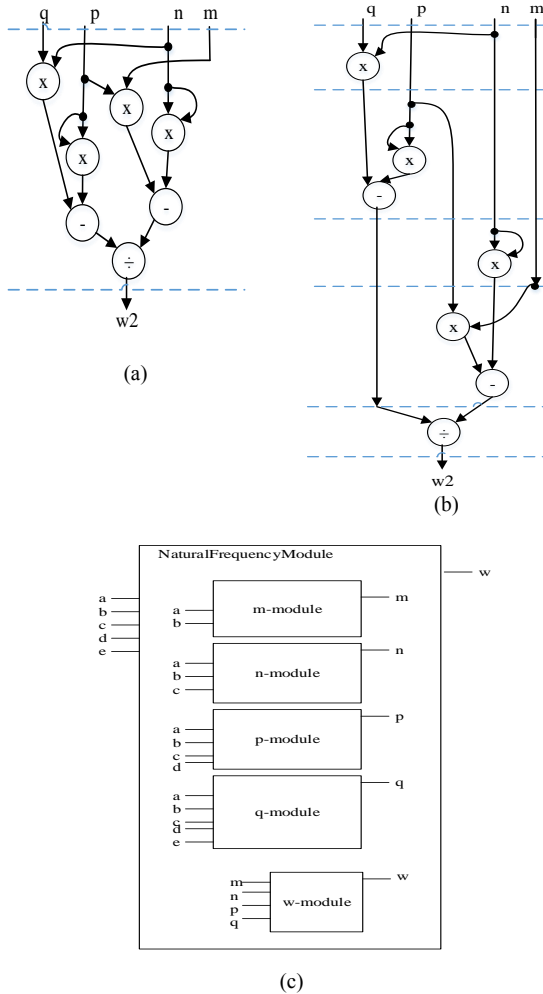 q p n m
x
x
x
x
-
-
÷
w2
(a)
q p n m
x
x
-
x
x
-
÷
w2
(b)
NaturalFrequencyModule
w
a
b
c
d
e
a
b
m-module
m
a
b
c
n-module
n
a
b
c
d
p-module
p
a
b
c
d
e
q-module
q
m
n
p
q
w-module
w
(c)